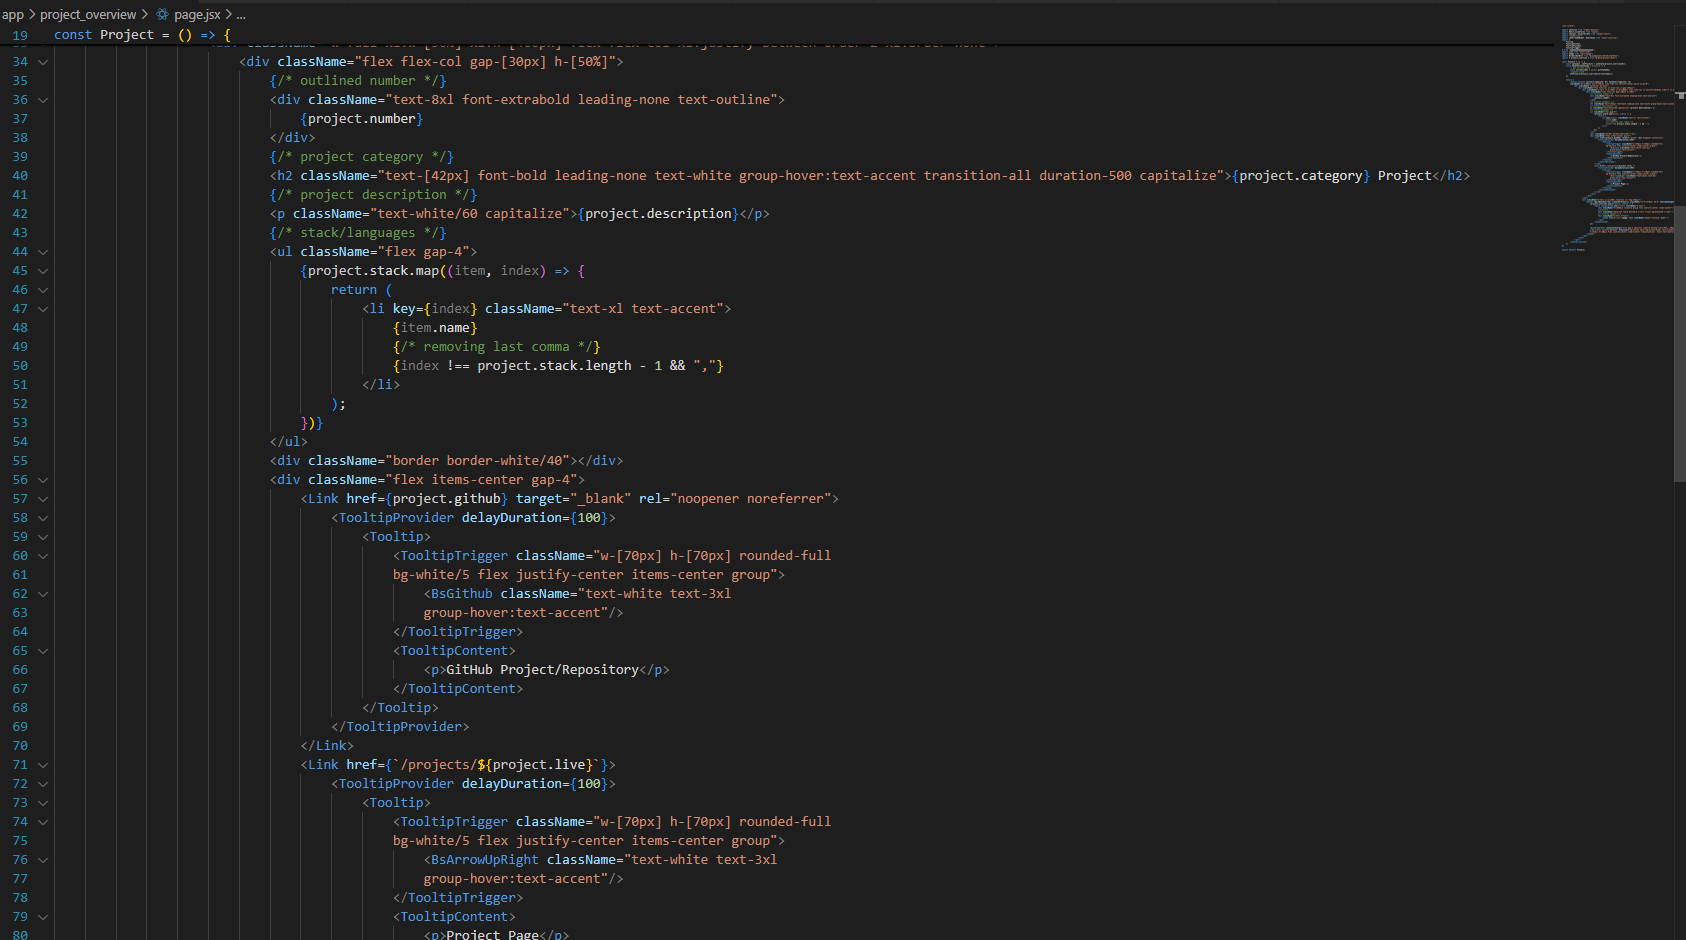 app > project_overview > page.jsx > ...
19 const Project = () => {
34 <div className="flex flex-col gap-[30px] h-[50%]">
35 {/* outlined number */}
36 <div className="text-8xl font-extrabold leading-none text-outline">
37 {project.number}
38 </div>
39 {/* project category */}
40 <h2 className="text-[42px] font-bold leading-none text-white group-hover:text-accent transition-all duration-500 capitalize">{project.category} Project</h2>
41 {/* project description */}
42 <p className="text-white/60 capitalize">{project.description}</p>
43 {/* stack/languages */}
44 <ul className="flex gap-4">
45 {project.stack.map((item, index) => {
46 return (
47 <li key={index} className="text-xl text-accent">
48 {item.name}
49 {/* removing last comma */}
50 {index !== project.stack.length - 1 && ","}
51 </li>
52 );
53 })}
54 </ul>
55 <div className="border border-white/40"></div>
56 <div className="flex items-center gap-4">
57 <Link href={project.github} target="_blank" rel="noopener noreferrer">
58 <TooltipProvider delayDuration={100}>
59 <Tooltip>
60 <TooltipTrigger className="w-[70px] h-[70px] rounded-full
61 bg-white/5 flex justify-center items-center group">
62 <BsGithub className="text-white text-3xl
63 group-hover:text-accent"/>
64 </TooltipTrigger>
65 <TooltipContent>
66 <p>GitHub Project/Repository</p>
67 </TooltipContent>
68 </Tooltip>
69 </TooltipProvider>
70 </Link>
71 <Link href={`/projects/${project.live}`}>
72 <TooltipProvider delayDuration={100}>
73 <Tooltip>
74 <TooltipTrigger className="w-[70px] h-[70px] rounded-full
75 bg-white/5 flex justify-center items-center group">
76 <BsArrowUpRight className="text-white text-3xl
77 group-hover:text-accent"/>
78 </TooltipTrigger>
79 <TooltipContent>
80 <p>Project Page</p>